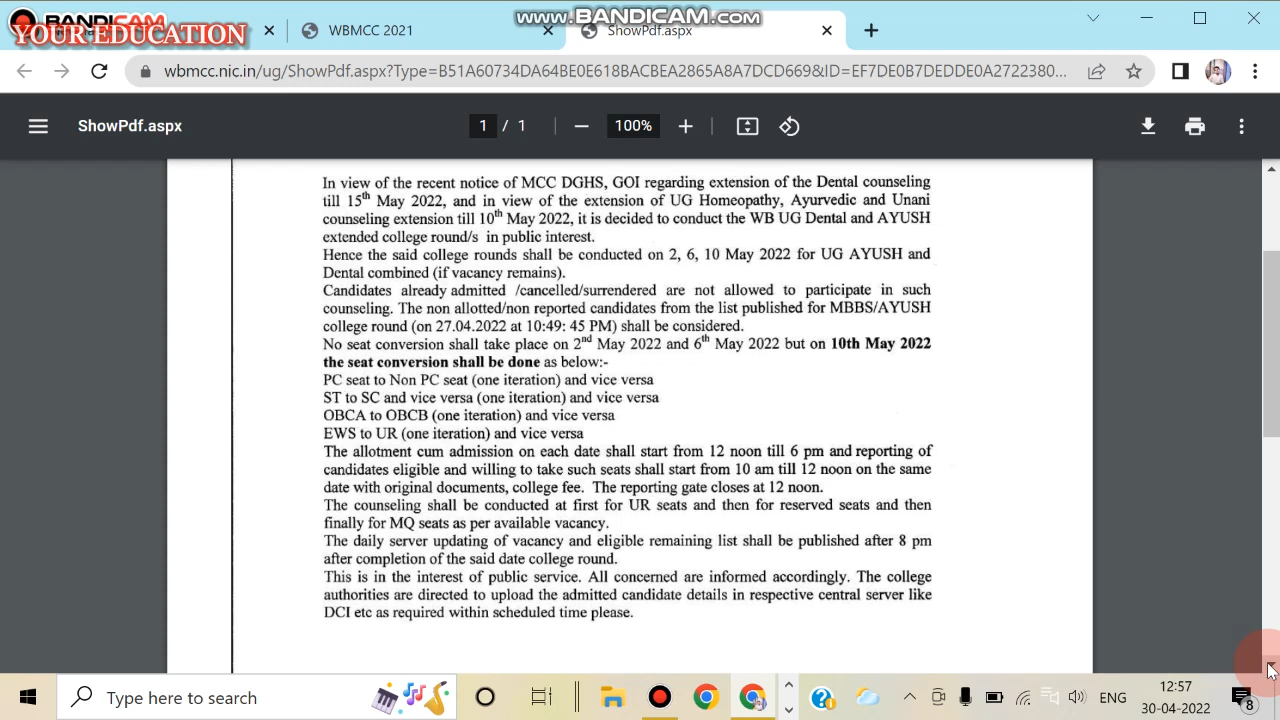 www.BANDICAM.com
BANDICAM
YOUR EDUCATION
WBMCC 2021
ShowPdf.aspx
wbmcc.nic.in/ug/ShowPdf.aspx?Type=B51A60734DA64BE0E618BACBEA2865A8A7DCD669&ID=EF7DE0B7DEDDE0A2722380...
ShowPdf.aspx
1 / 1
100%
In view of the recent notice of MCC DGHS, GOI regarding extension of the Dental counseling
till 15th May 2022, and in view of the extension of UG Homeopathy, Ayurvedic and Unani
counseling extension till 10th May 2022, it is decided to conduct the WB UG Dental and AYUSH
extended college round/s in public interest.
Hence the said college rounds shall be conducted on 2, 6, 10 May 2022 for UG AYUSH and
Dental combined (if vacancy remains).
Candidates already admitted /cancelled/surrendered are not allowed to participate in such
counseling. The non allotted/non reported candidates from the list published for MBBS/AYUSH
college round (on 27.04.2022 at 10:49: 45 PM) shall be considered.
No seat conversion shall take place on 2nd May 2022 and 6th May 2022 but on 10th May 2022
the seat conversion shall be done as below:-
PC seat to Non PC seat (one iteration) and vice versa
ST to SC and vice versa (one iteration) and vice versa
OBCA to OBCB (one iteration) and vice versa
EWS to UR (one iteration) and vice versa
The allotment cum admission on each date shall start from 12 noon till 6 pm and reporting of
candidates eligible and willing to take such seats shall start from 10 am till 12 noon on the same
date with original documents, college fee. The reporting gate closes at 12 noon.
The counseling shall be conducted at first for UR seats and then for reserved seats and then
finally for MQ seats as per available vacancy.
The daily server updating of vacancy and eligible remaining list shall be published after 8 pm
after completion of the said date college round.
This is in the interest of public service. All concerned are informed accordingly. The college
authorities are directed to upload the admitted candidate details in respective central server like
DCI etc as required within scheduled time please.
Type here to search
ENG
12:57
30-04-2022
8